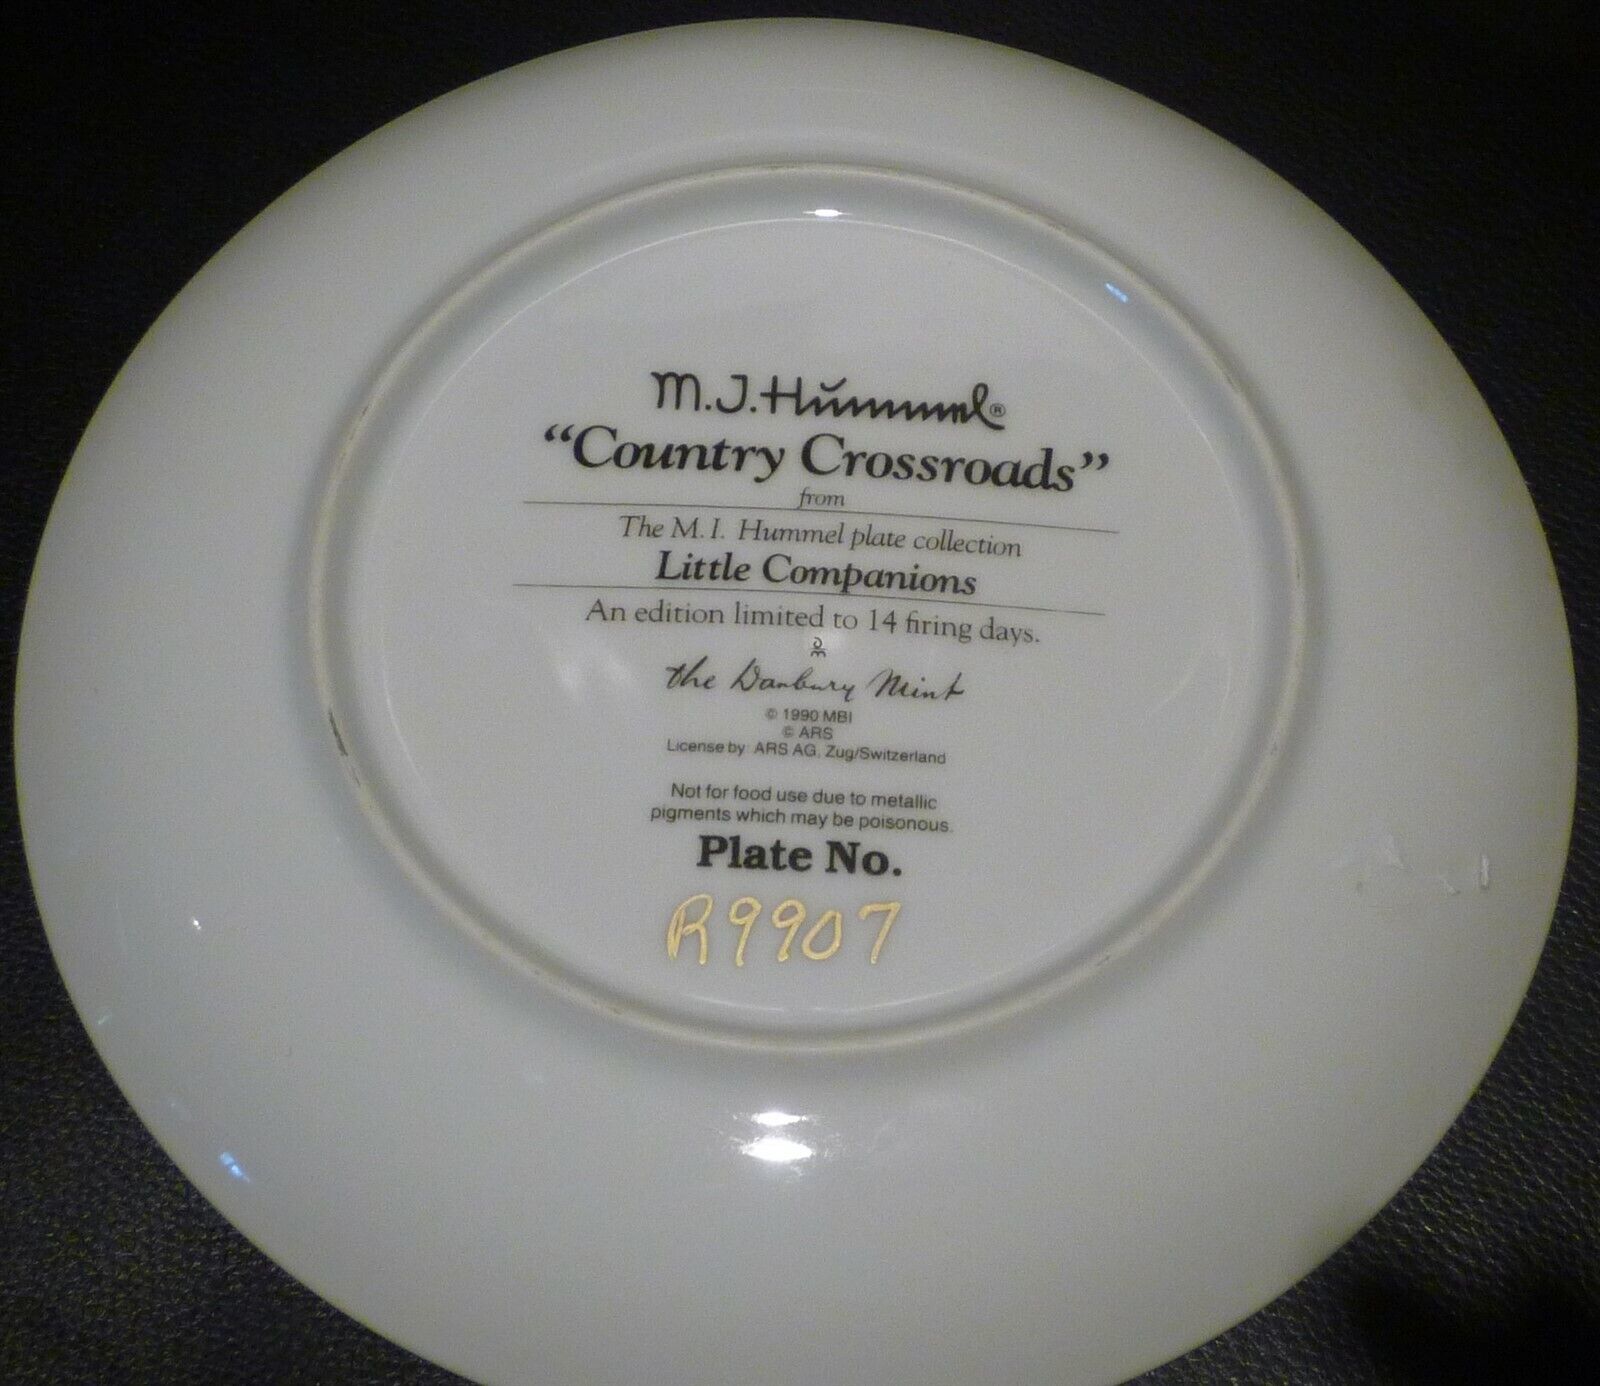 M.J.Hummel®
“Country Crossroads”
from
The M.I. Hummel plate collection
Little Companions
An edition limited to 14 firing days.
the Danbury Mint
© 1990 MBI
© ARS
License by ARS AG, Zug/Switzerland
Not for food use due to metallic
pigments which may be poisonous.
Plate No.
R9907